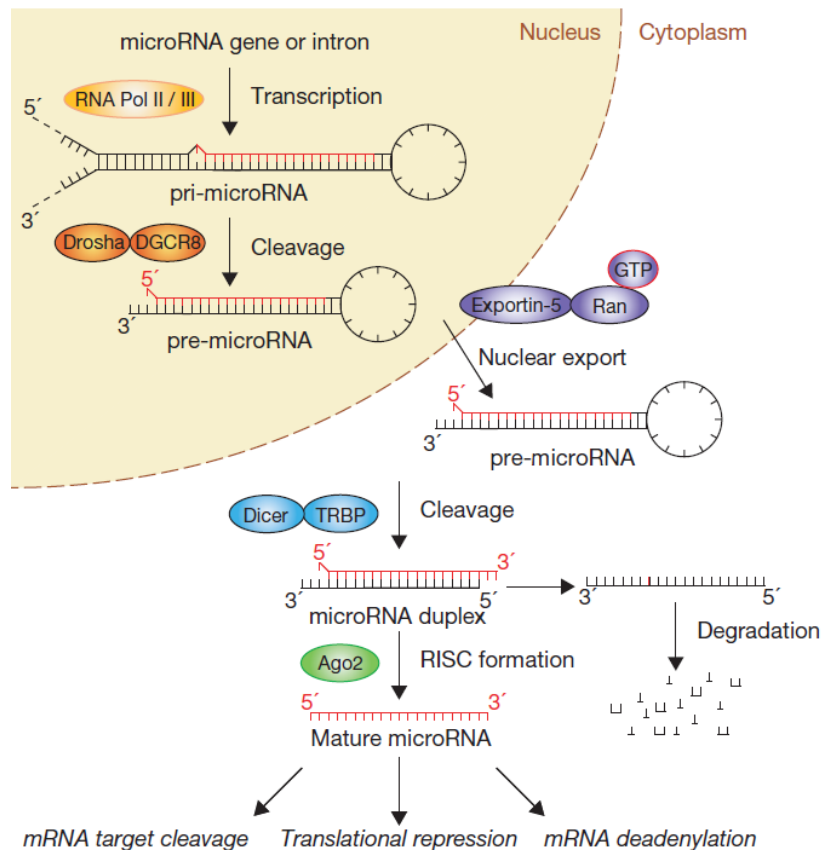 microRNA gene or intron
Nucleus
Cytoplasm
RNA Pol II / III
Transcription
5´
3´
pri-microRNA
Drosha
DGCR8
Cleavage
5´
3´
pre-microRNA
GTP
Exportin-5
Ran
Nuclear export
5´
3´
pre-microRNA
Dicer
TRBP
Cleavage
5´
3´
3´
5´
microRNA duplex
3´
5´
Degradation
Ago2
RISC formation
5´
3´
Mature microRNA
mRNA target cleavage
Translational repression
mRNA deadenylation